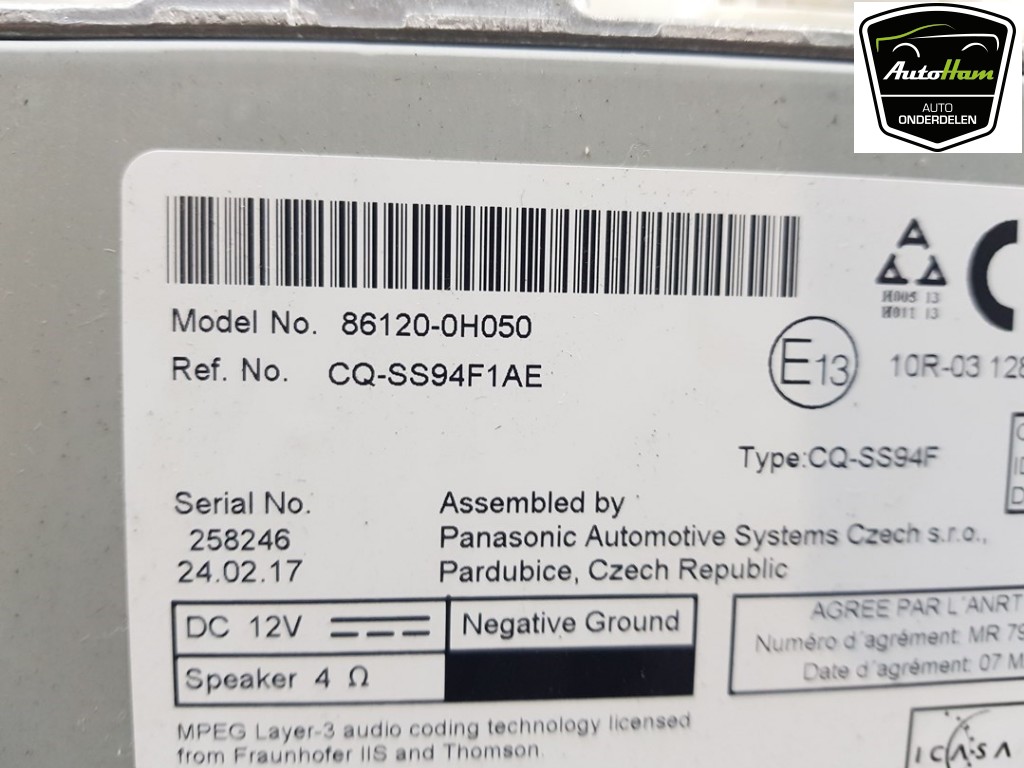 AutoHam
AUTO
ONDERDELEN
H005 13
H011 13
Model No. 86120-0H050
Ref. No. CQ-SS94F1AE
E13
10R-03 128
Type:CQ-SS94F
Serial No.
258246
24.02.17
Assembled by
Panasonic Automotive Systems Czech s.r.o.,
Pardubice, Czech Republic
DC 12V
Negative Ground
Speaker 4 Ω
AGREE PAR L'ANRT
Numéro d'agrément: MR 79
Date d'agrément: 07 M
MPEG Layer-3 audio coding technology licensed
from Fraunhofer IIS and Thomson.
ICASA